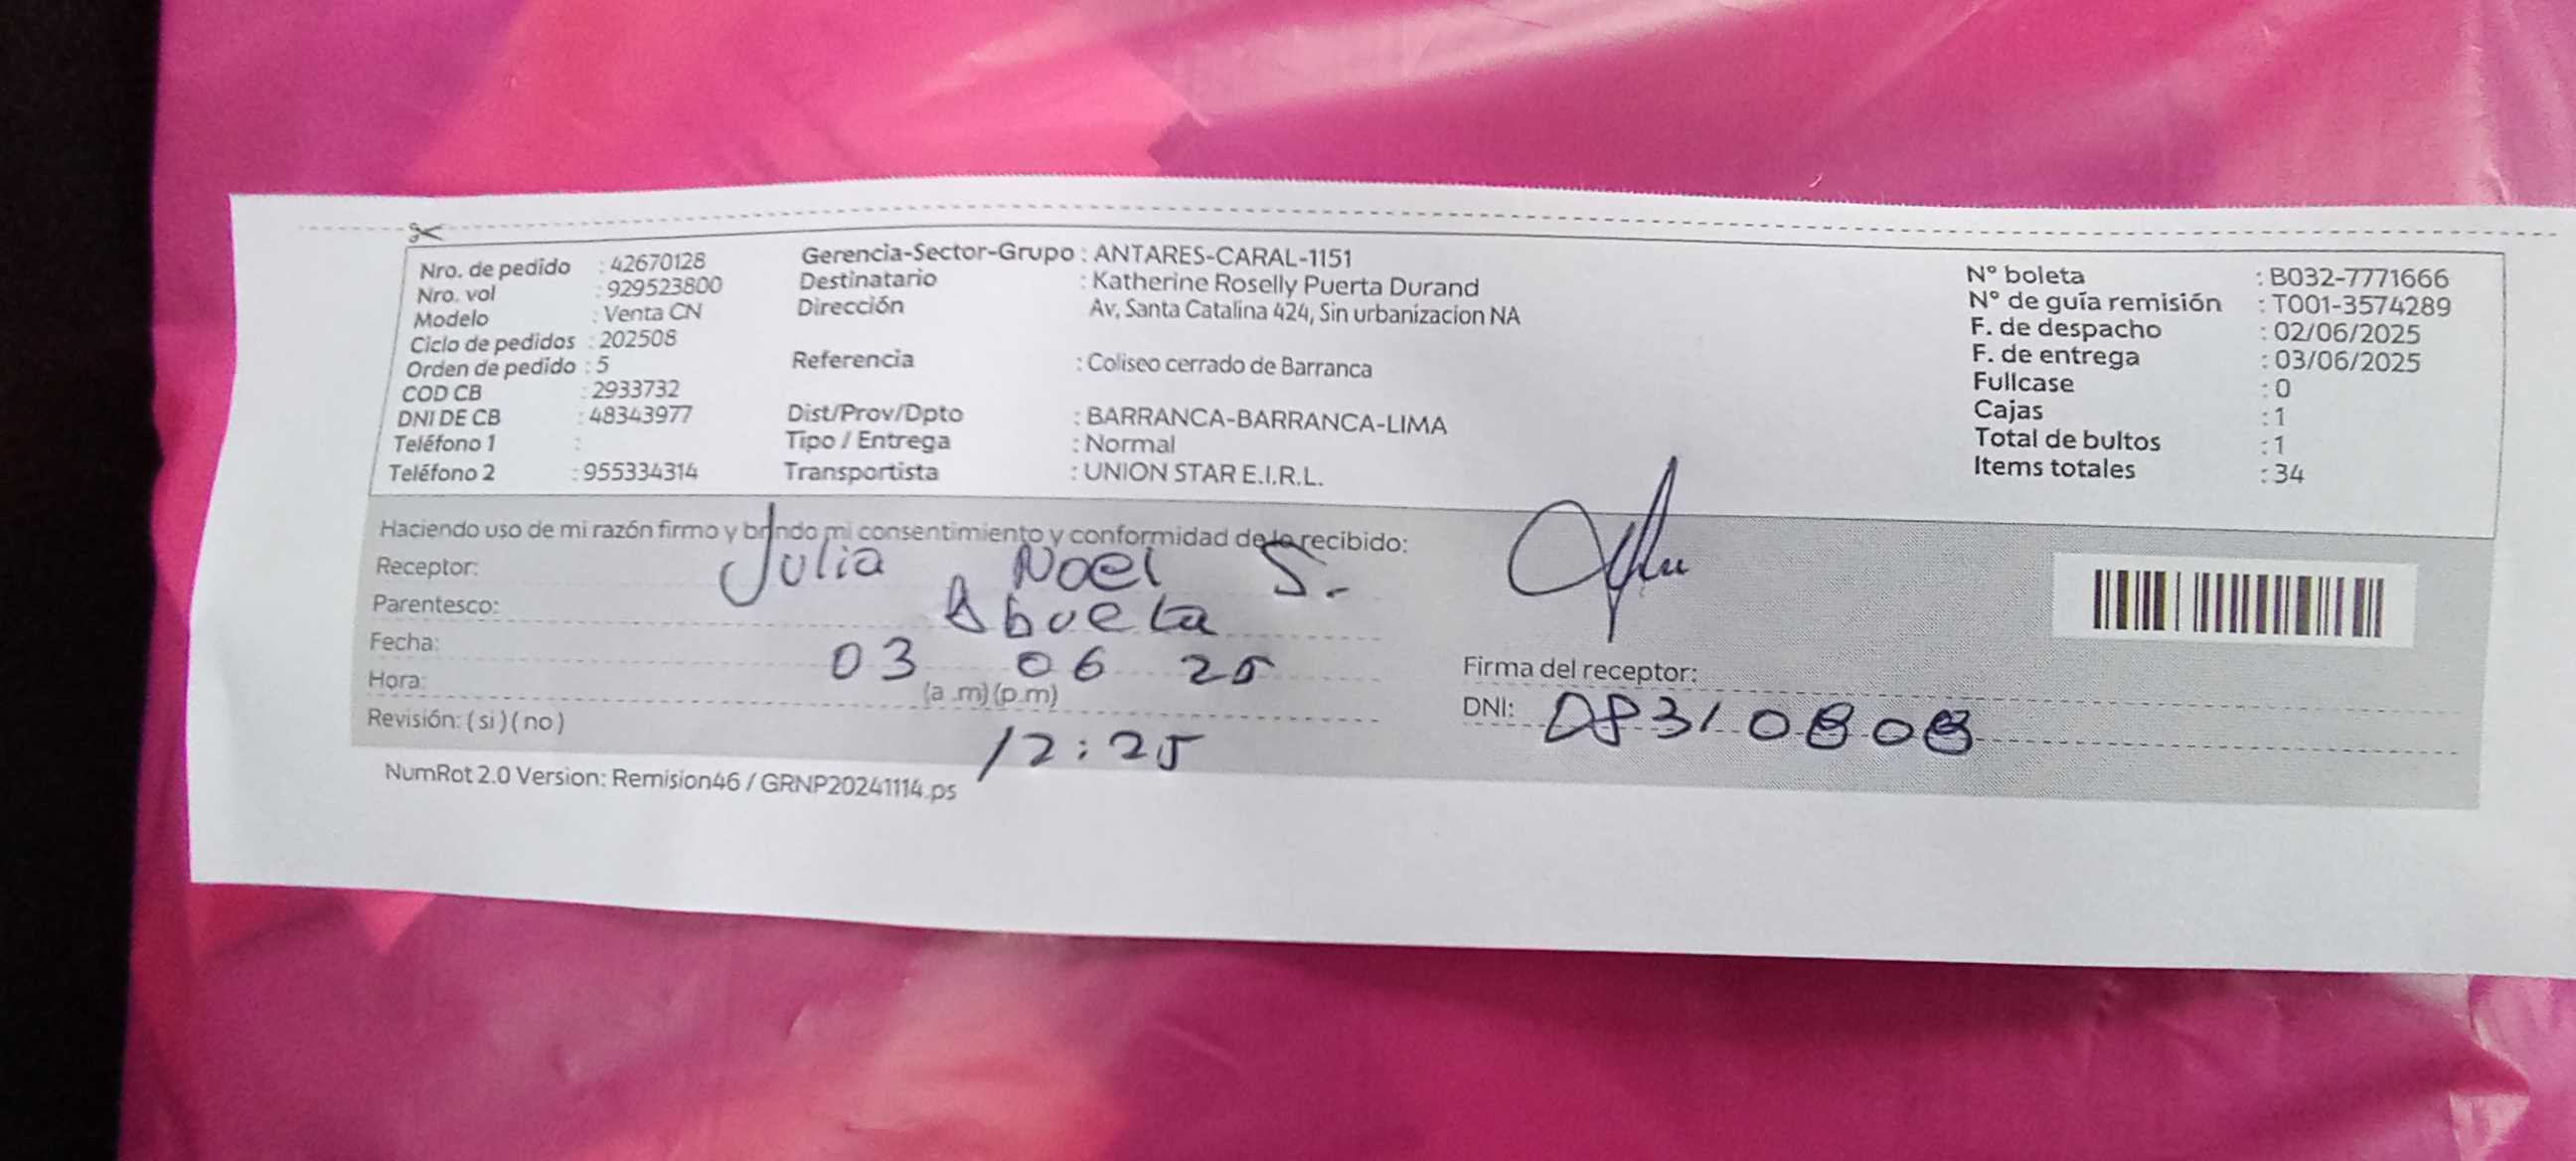 Nro. de pedido : 42670128
Nro. vol : 929523800
Modelo : Venta CN
Ciclo de pedidos : 202508
Orden de pedido : 5
COD CB : 2933732
DNI DE CB : 48343977
Teléfono 1 :
Teléfono 2 : 955334314
Gerencia-Sector-Grupo : ANTARES-CARAL-1151
Destinatario : Katherine Roselly Puerta Durand
Dirección Av, Santa Catalina 424, Sin urbanizacion NA
Referencia : Coliseo cerrado de Barranca
Dist/Prov/Dpto : BARRANCA-BARRANCA-LIMA
Tipo / Entrega : Normal
Transportista : UNION STAR E.I.R.L.
N° boleta : B032-7771666
N° de guía remisión : T001-3574289
F. de despacho : 02/06/2025
F. de entrega : 03/06/2025
Fullcase : 0
Cajas : 1
Total de bultos : 1
Items totales : 34
Haciendo uso de mi razón firmo y brindo mi consentimiento y conformidad de lo recibido:
Receptor: Julia Noel S.
Parentesco: Abuela
Fecha: 03 06 25
Hora: (a .m) (p.m)
Revisión: ( si ) ( no ) 12:25
Firma del receptor:
DNI: 08310808
NumRot 2.0 Version: Remision46 / GRNP20241114.ps